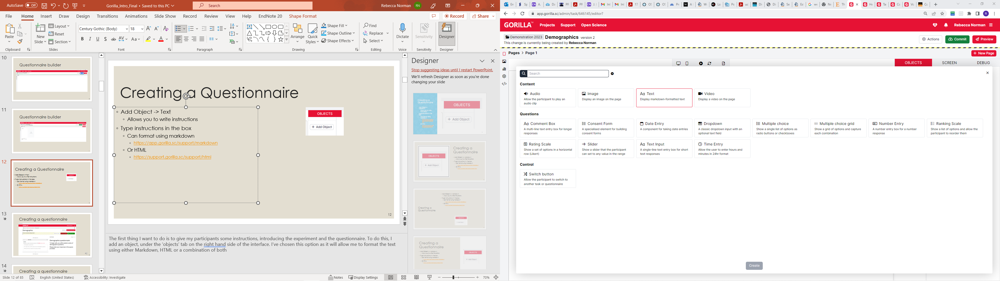 AutoSave Off
Gorilla_Intro_Final • Saved to this PC
Search
Rebecca Norman RN
File Home Insert Draw Design Transitions Animations Slide Show Record Review View Help EndNote 20 Shape Format
Record Share
Paste
New
Slide
Layout
Reset
Section
Century Gothic (Body) 18
Shape Fill
Shape Outline
Shape Effects
Arrange
Quick
Styles
Find
Replace
Select
Dictate
Sensitivity
Designer
Clipboard Slides Font Paragraph Drawing Editing Voice Sensitivity Designer
10
Questionnaire builder
11
Questionnaire builder
12
Creating a Questionnaire
13
Creating a questionnaire
14
Creating a questionnaire
Creating a Questionnaire
Add Object -> Text
Allows you to write instructions
Type instructions in the box
Can format using markdown
https://app.gorilla.sc/support/markdown
Or HTML
https://support.gorilla.sc/support/html
OBJECTS
+ Add Object
12
The first thing I want to do is to give my participants some instructions, introducing the experiment and the questionnaire. To do this, I
add an object, under the ‘objects’ tab on the right hand side of the interface. I’ve chosen this option as it will allow me to format the text
using either Markdown, HTML or a combination of both
Designer
Stop suggesting ideas until I restart PowerPoint.
We'll refresh Designer as soon as you're done
changing your slide
Slide 12 of 85 English (United States) Accessibility: Investigate
Notes Display Settings 70%
app.gorilla.sc/admin/task/646145/editor?
GORILLA Projects Support Open Science
Rebecca Norman
Demonstration 2023 Demographics version 2
This change is currently being created by Rebecca Norman
Actions Commit Preview
Pages > Page 1
+ New Page
OBJECTS SCREEN DEBUG
Search
Content
Audio
Allow the participant to play an
audio clip
Image
Display an image on the page
Text
Display markdown-formatted text
Video
Display a video on the page
Questions
Comment Box
A multi-line text entry box for longer
responses
Consent Form
A specialised element for building
consent forms
Date Entry
A component for taking date entries
Dropdown
A classic dropdown input with an
optional text field
Multiple choice
Show a single list of options as
radio buttons or checkboxes
Multiple choice grid
Show a grid of options and capture
each combination
Number Entry
A number entry box for a number
response
Ranking Scale
Show a list of options and allow the
participant to reorder them
Rating Scale
Show a set of options in a horizontal
row (Likert)
Slider
Show a slider that the participant
can set to any value in the range
Text Input
A single-line text entry box for short
text responses
Time Entry
Allow the user to enter hours and
minutes in 24hr format
Control
Switch button
Allow the participant to switch to
another task or questionnaire
Create